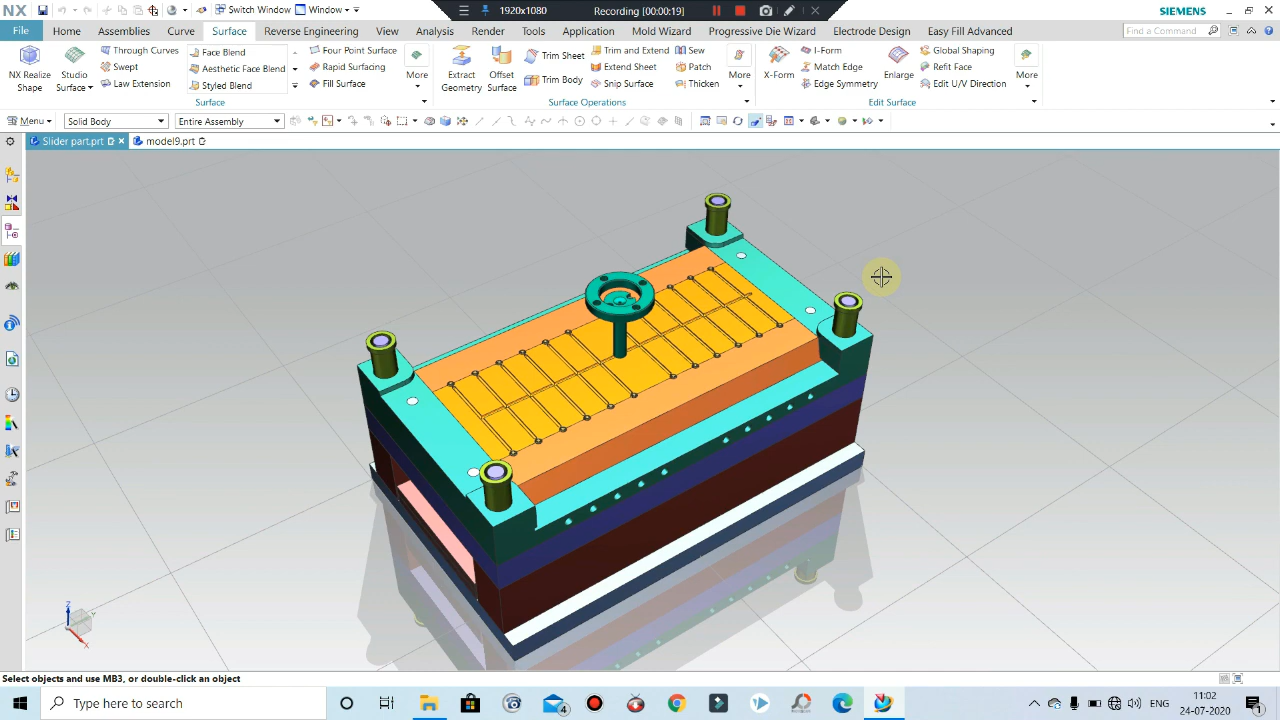 NX
Switch Window
Window
1920x1080
Recording [00:00:19]
SIEMENS
File
Home
Assemblies
Curve
Surface
Reverse Engineering
View
Analysis
Render
Tools
Application
Mold Wizard
Progressive Die Wizard
Electrode Design
Easy Fill Advanced
Find a Command
NX Realize
Shape
Studio
Surface
Through Curves
Swept
Law Extension
Face Blend
Aesthetic Face Blend
Styled Blend
Four Point Surface
Rapid Surfacing
Fill Surface
More
Surface
Extract
Geometry
Offset
Surface
Trim Sheet
Trim Body
Trim and Extend
Extend Sheet
Snip Surface
Sew
Patch
Thicken
More
Surface Operations
X-Form
I-Form
Match Edge
Edge Symmetry
Enlarge
Global Shaping
Refit Face
Edit U/V Direction
More
Edit Surface
Menu
Solid Body
Entire Assembly
Slider part.prt
model9.prt
Z
Y
X
Select objects and use MB3, or double-click an object
Type here to search
4
ENG
11:02
24-07-2020
1